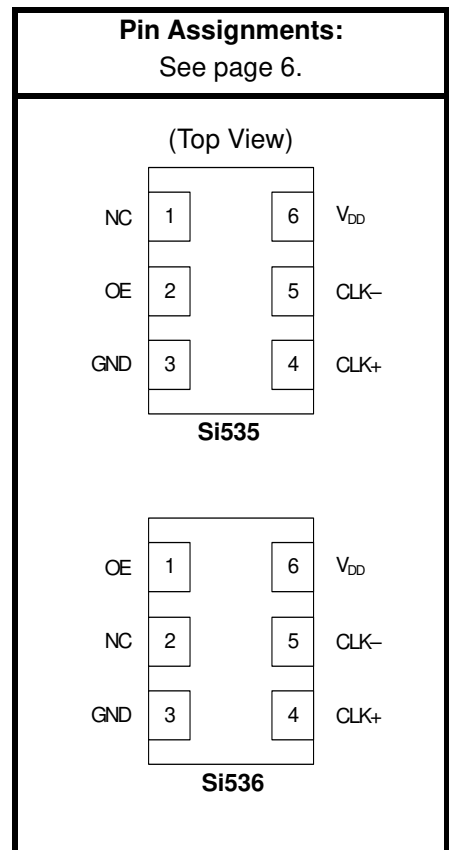 Pin Assignments:
See page 6.
(Top View)
NC 1 6 VDD
OE 2 5 CLK–
GND 3 4 CLK+
Si535
OE 1 6 VDD
NC 2 5 CLK–
GND 3 4 CLK+
Si536